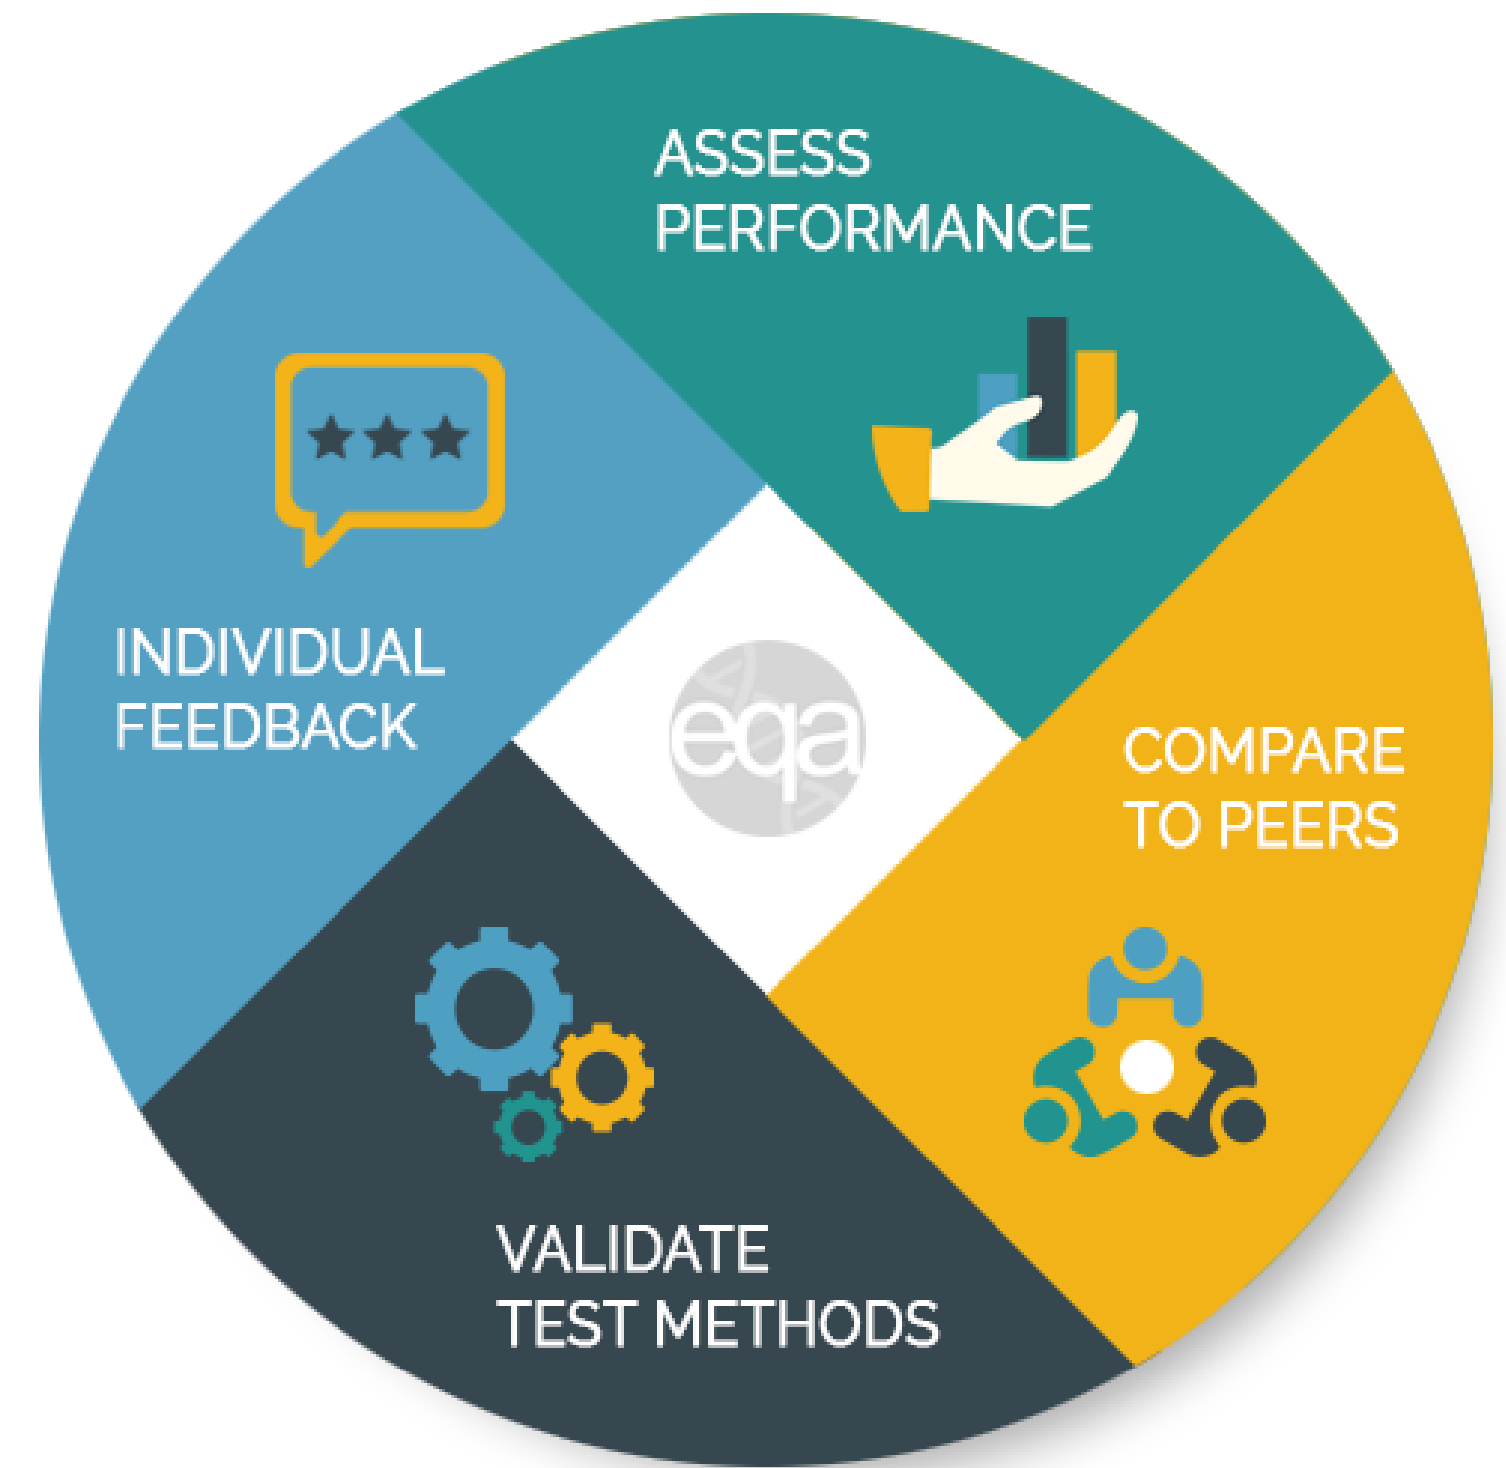 ASSESS
PERFORMANCE
INDIVIDUAL
FEEDBACK
eqa
COMPARE
TO PEERS
VALIDATE
TEST METHODS